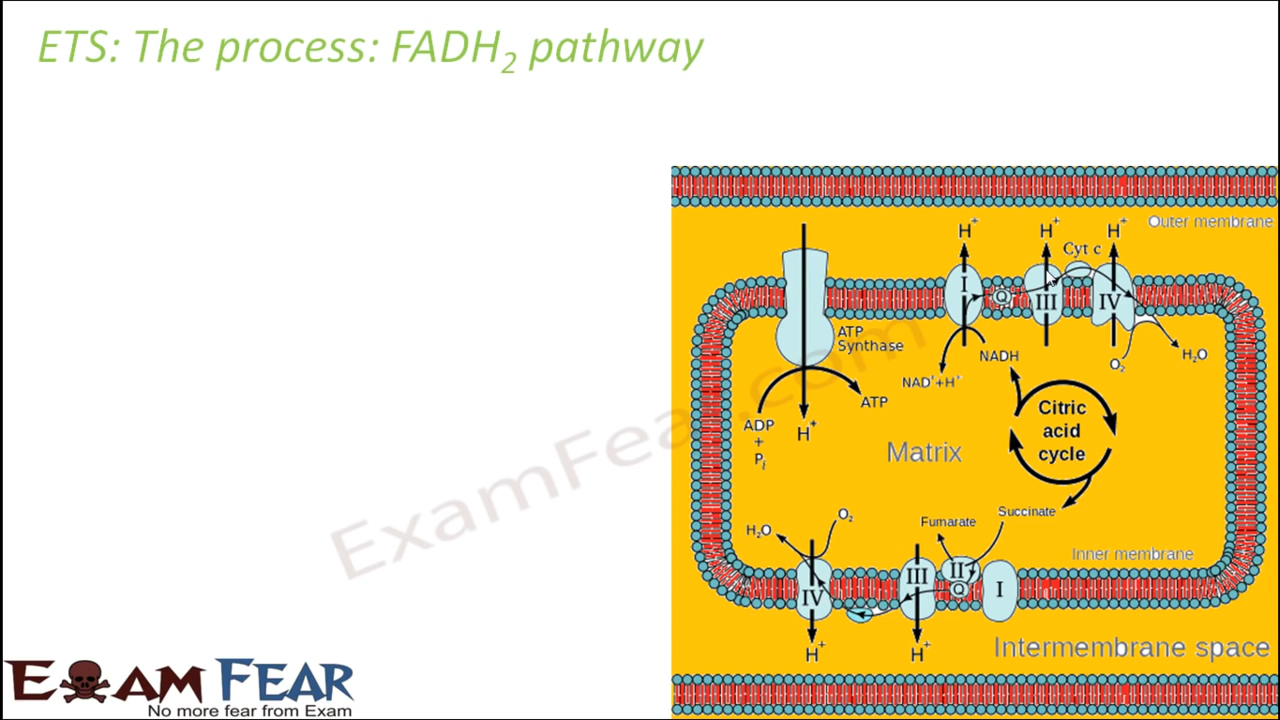 ETS: The process: FADH₂ pathway
Outer membrane
H⁺
H⁺
H⁺
Cyt c
I
Q
III
IV
ATP
Synthase
NADH
O₂
H₂O
NAD⁺+H⁺
ATP
Citric
acid
cycle
ADP
+
Pᵢ
H⁺
Matrix
ExamFear.com
Succinate
Fumarate
O₂
H₂O
Inner membrane
IV
III
II
Q
I
H⁺
H⁺
Intermembrane space
EXAM FEAR
No more fear from Exam